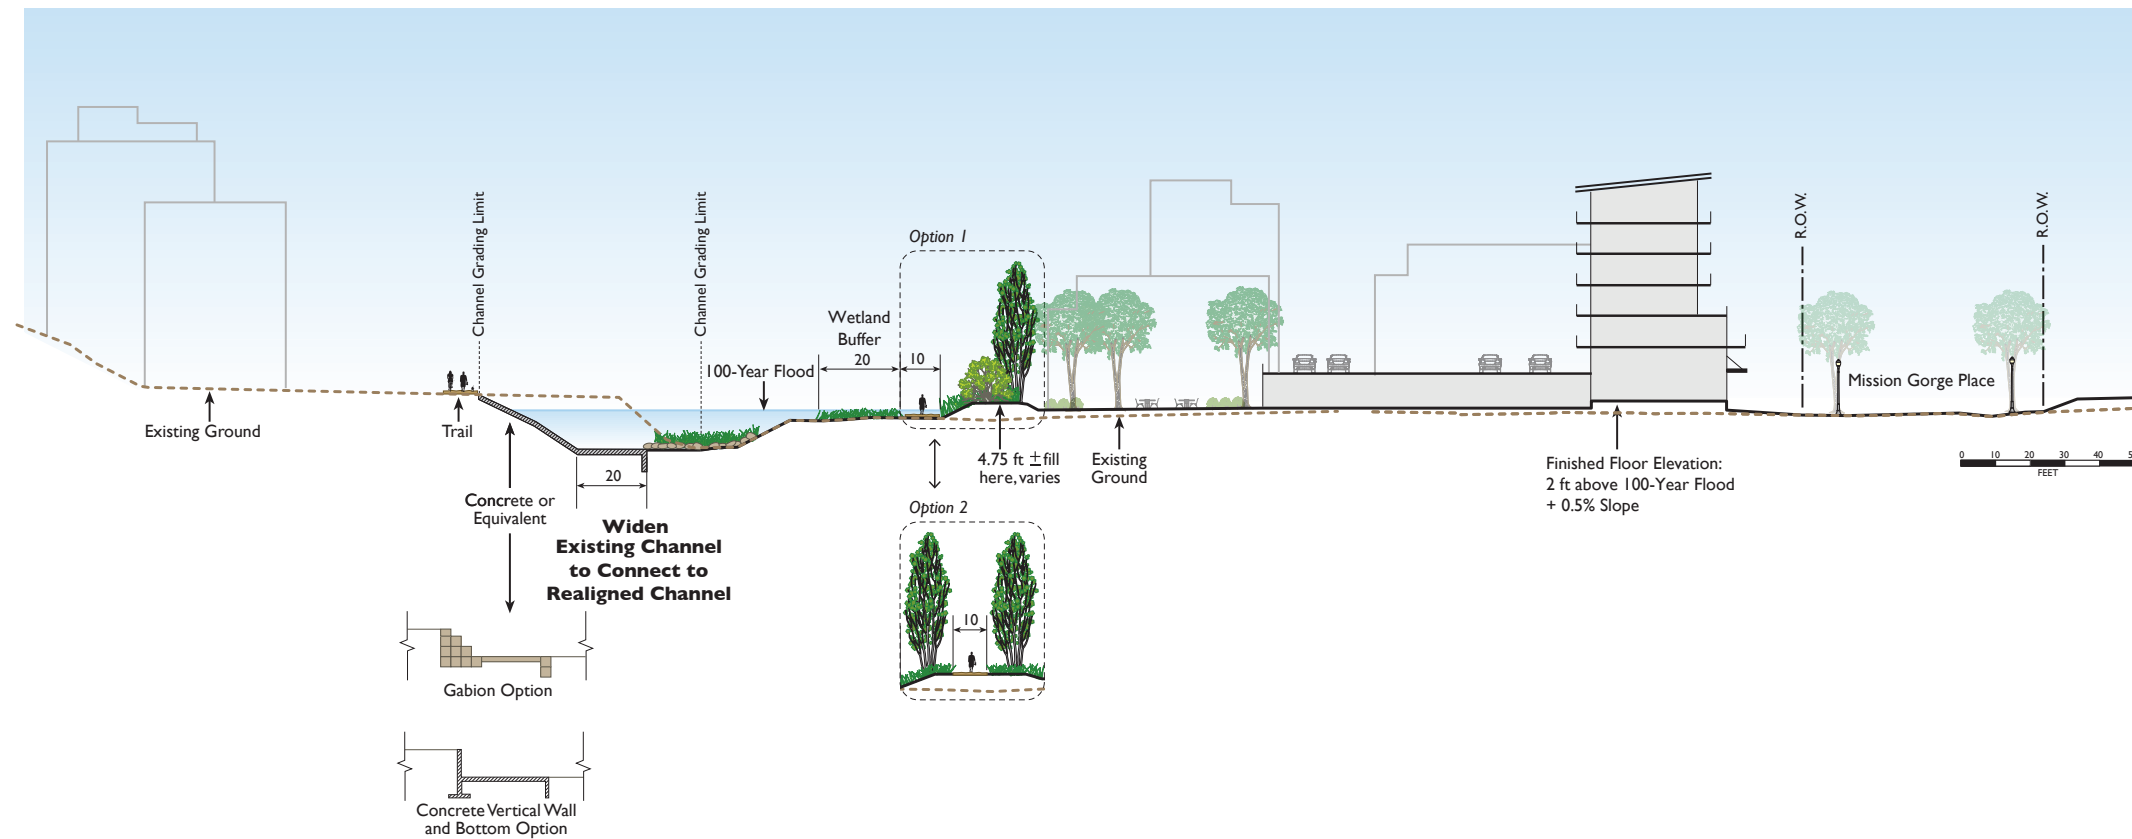 Channel Grading Limit
Channel Grading Limit
R.O.W.
R.O.W.
Option 1
Wetland
Buffer
20
10
100-Year Flood
Mission Gorge Place
Existing Ground
Trail
20
4.75 ft ± fill
here, varies
Existing
Ground
Finished Floor Elevation:
2 ft above 100-Year Flood
+ 0.5% Slope
0 10 20 30 40
FEET
Concrete or
Equivalent
Widen
Existing Channel
to Connect to
Realigned Channel
Option 2
10
Gabion Option
Concrete Vertical Wall
and Bottom Option